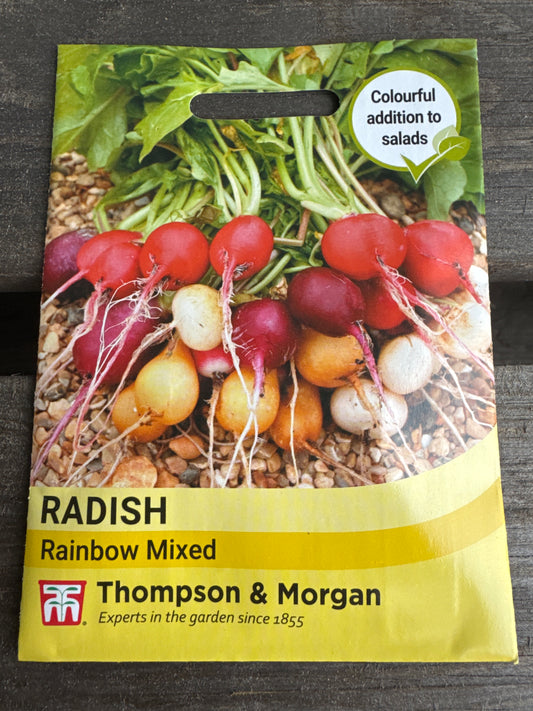 Colourful
addition to
salads
RADISH
Rainbow Mixed
Thompson & Morgan
Experts in the garden since 1855